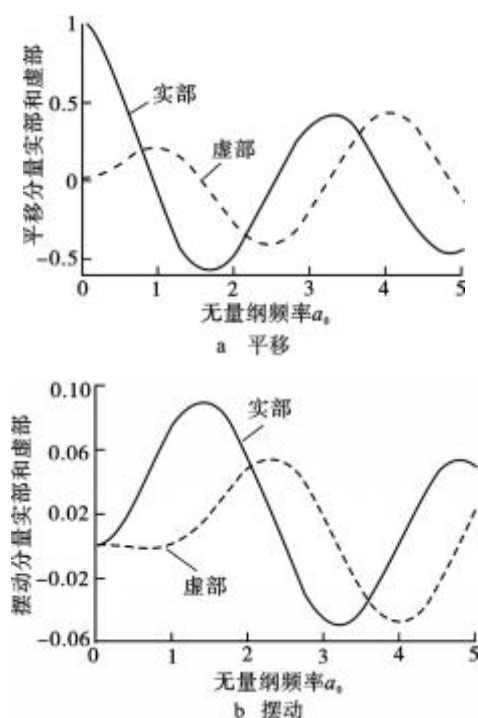 平移分量实部和虚部
1
0.5
0
-0.5
实部
虚部
0 1 2 3 4 5
无量纲频率a₀
a 平移
摆动分量实部和虚部
0.10
0.06
0.02
-0.02
-0.06
实部
虚部
0 1 2 3 4 5
无量纲频率a₀
b 摆动